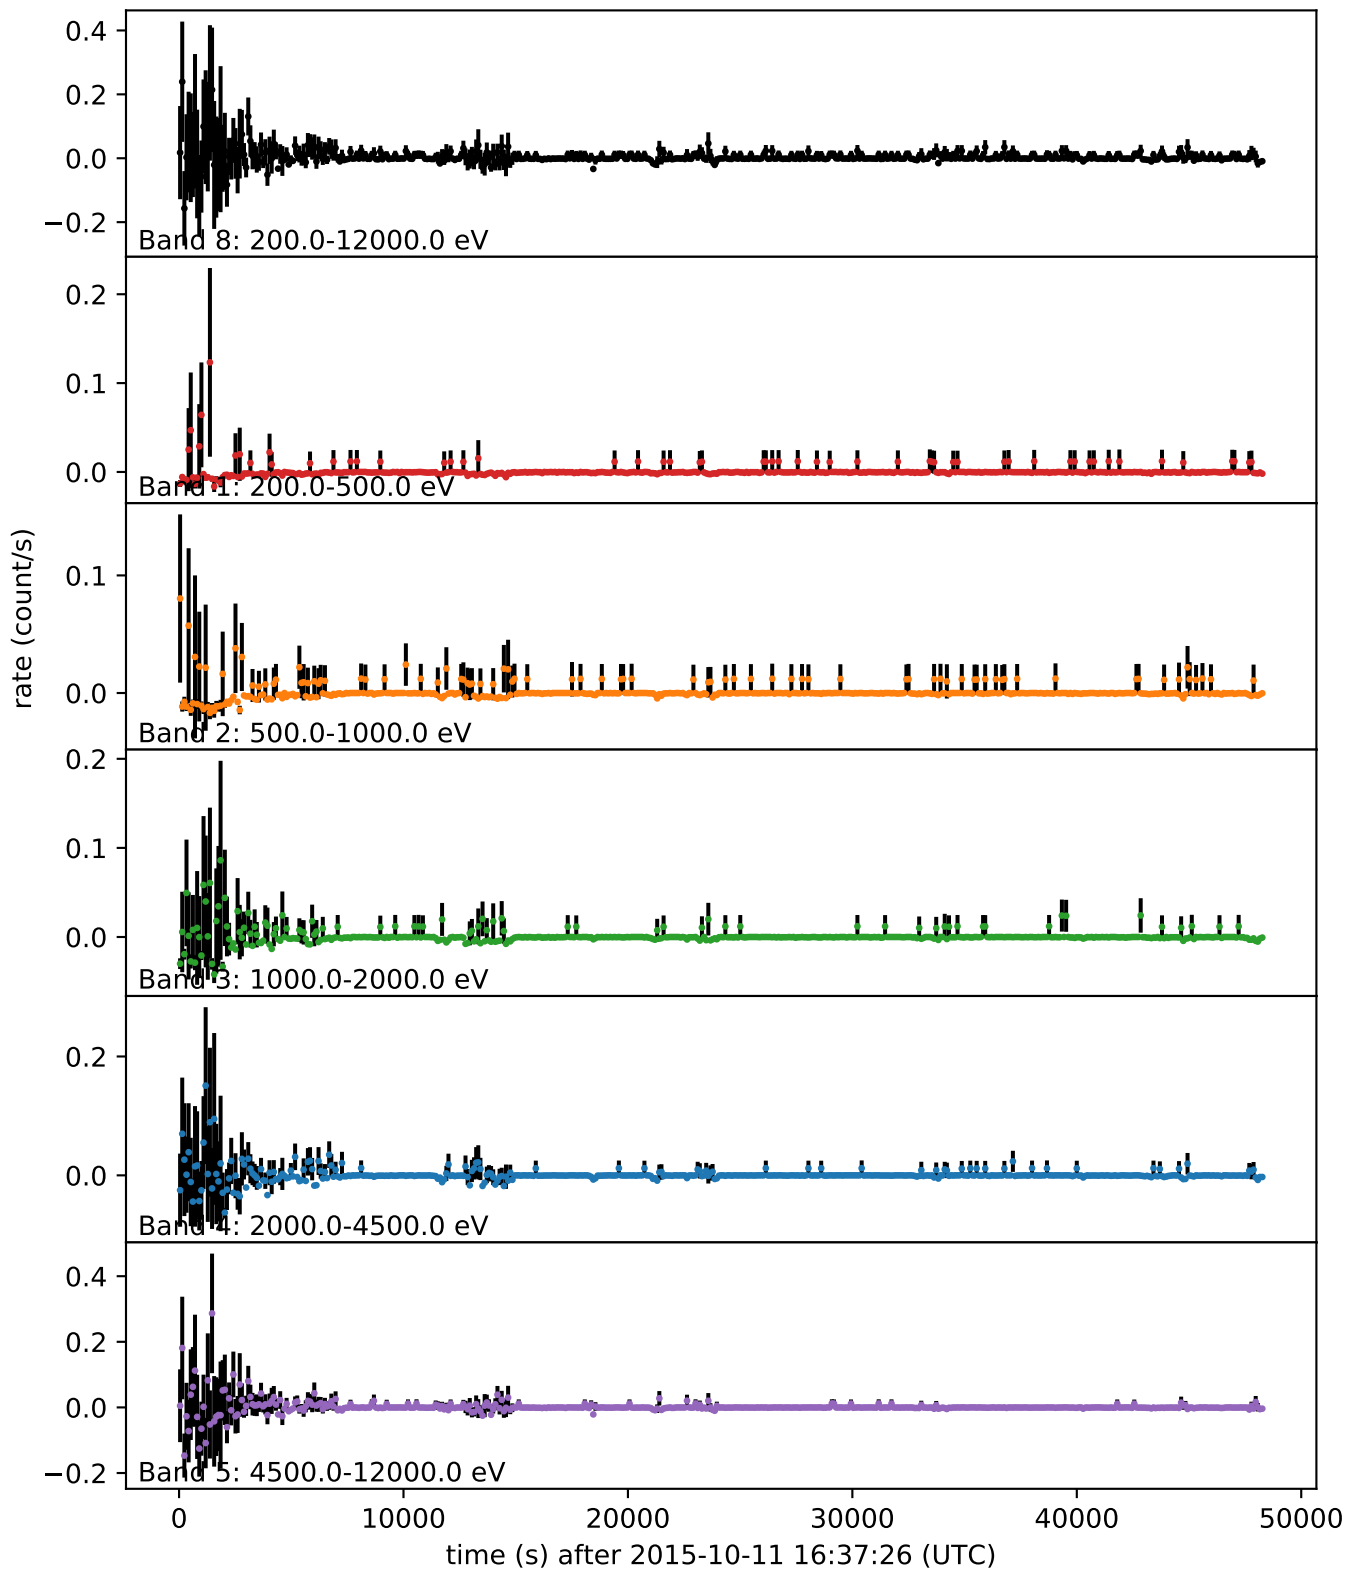 0.4
0.2
0.0
−0.2
Band 8: 200.0-12000.0 eV
0.2
0.1
0.0
Band 1: 200.0-500.0 eV
rate (count/s)
0.1
0.0
Band 2: 500.0-1000.0 eV
0.2
0.1
0.0
Band 3: 1000.0-2000.0 eV
0.2
0.0
Band 4: 2000.0-4500.0 eV
0.4
0.2
0.0
−0.2
Band 5: 4500.0-12000.0 eV
0 10000 20000 30000 40000 50000
time (s) after 2015-10-11 16:37:26 (UTC)